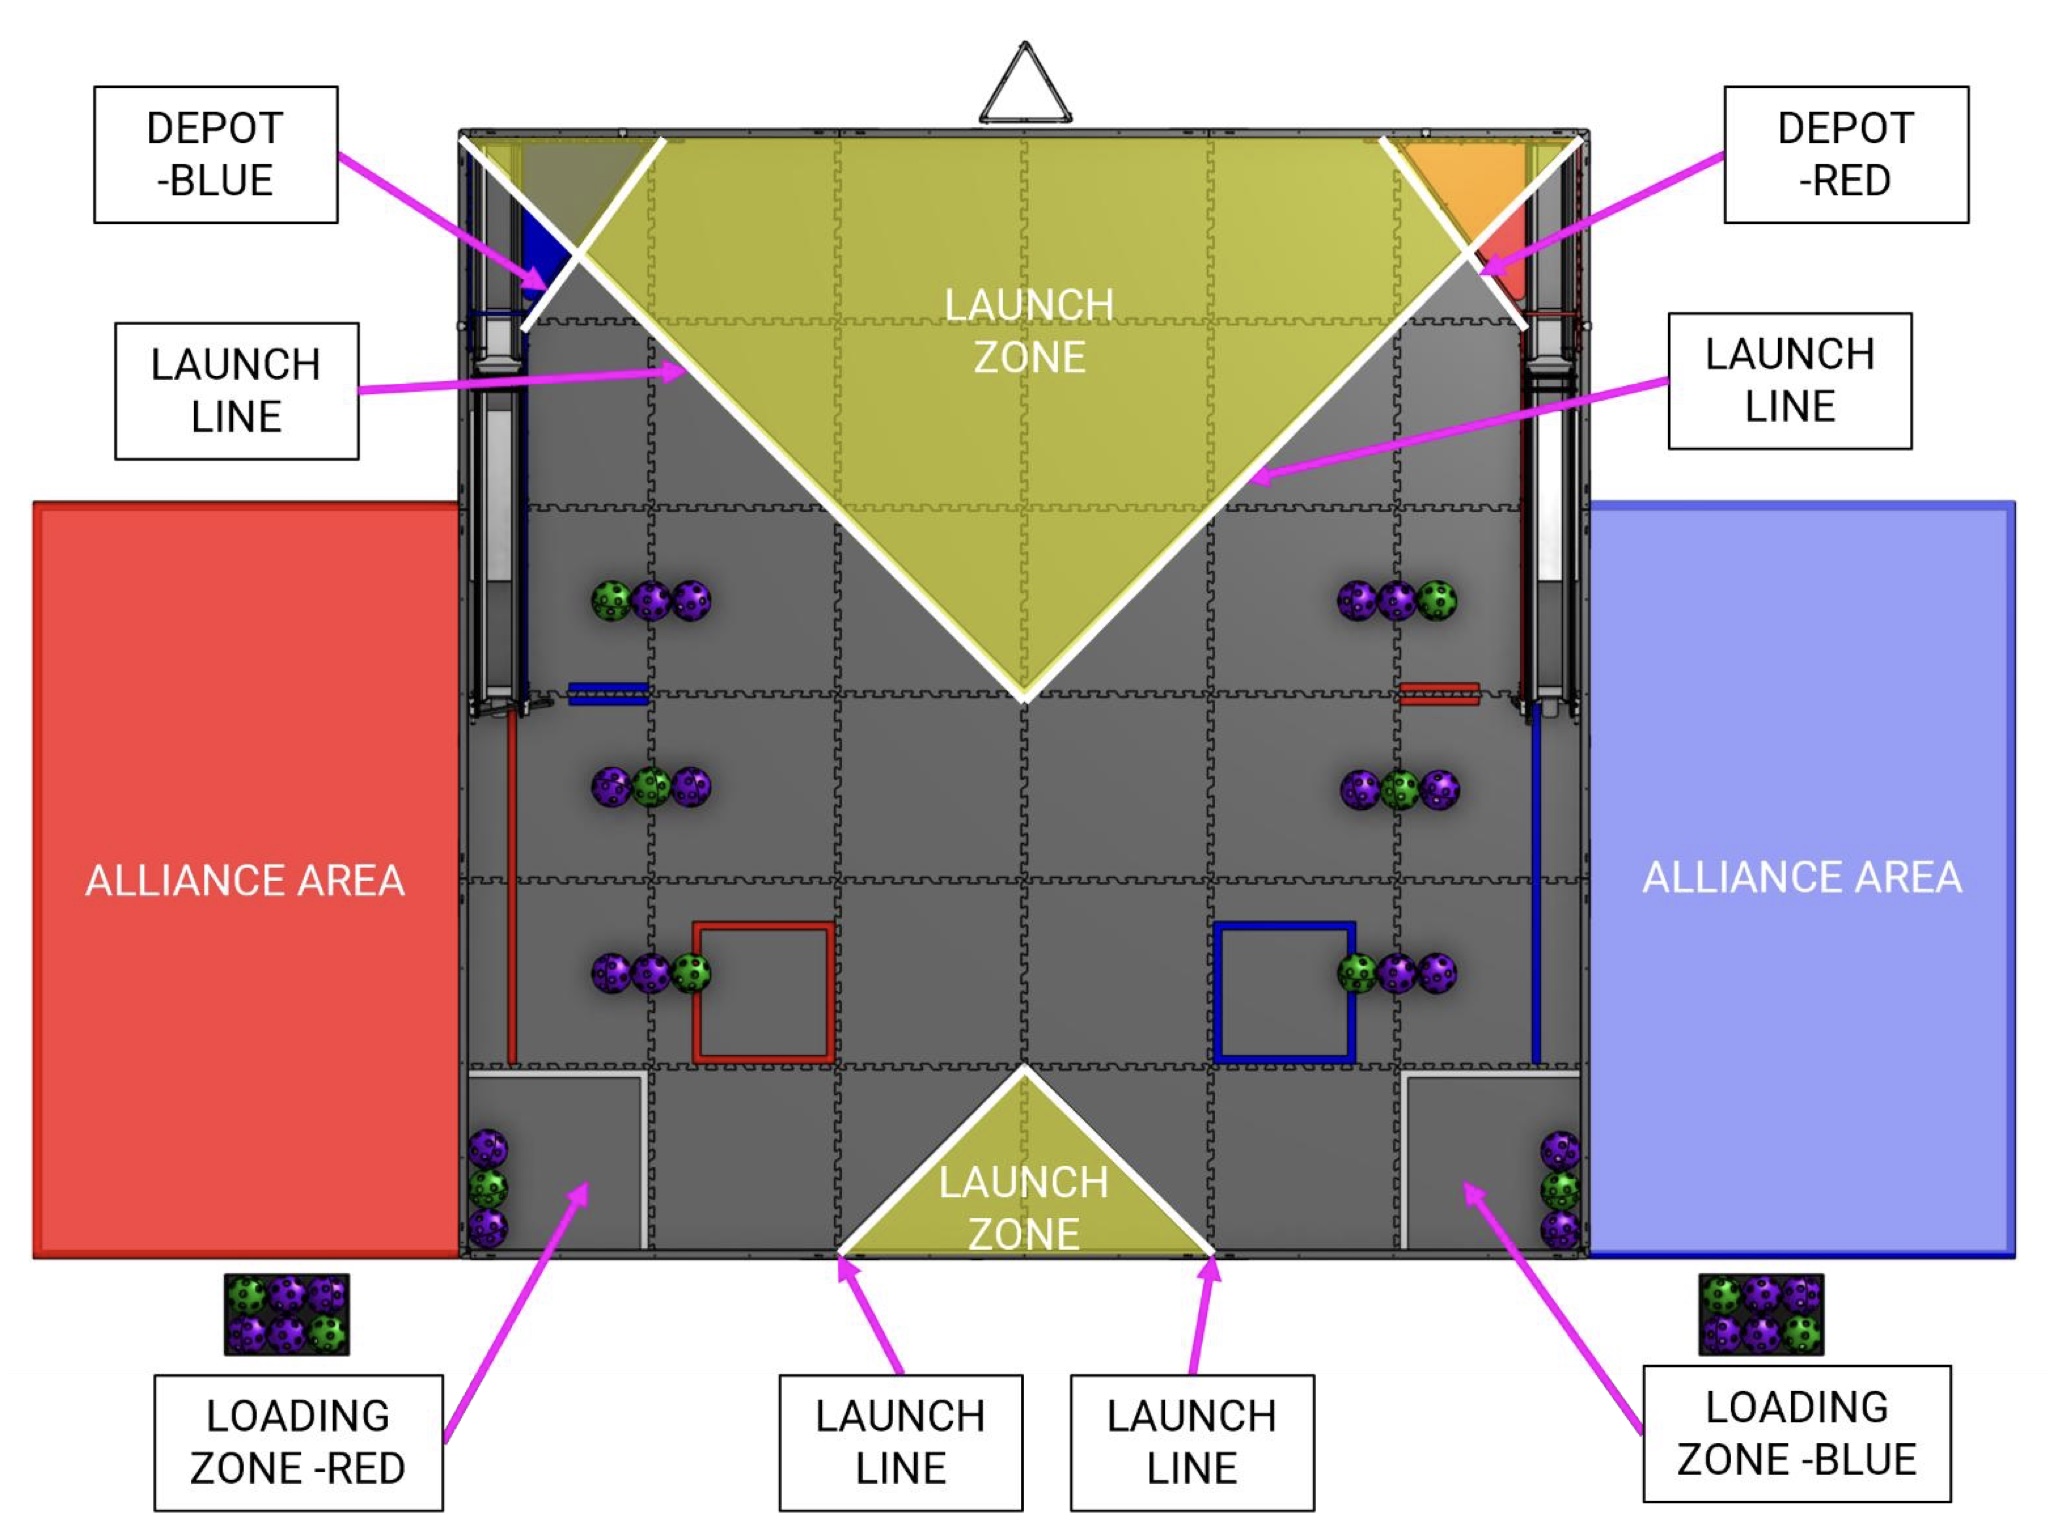 DEPOT
-BLUE
DEPOT
-RED
LAUNCH
ZONE
LAUNCH
LINE
LAUNCH
LINE
ALLIANCE AREA
ALLIANCE AREA
LAUNCH
ZONE
LOADING
ZONE -RED
LAUNCH
LINE
LAUNCH
LINE
LOADING
ZONE -BLUE